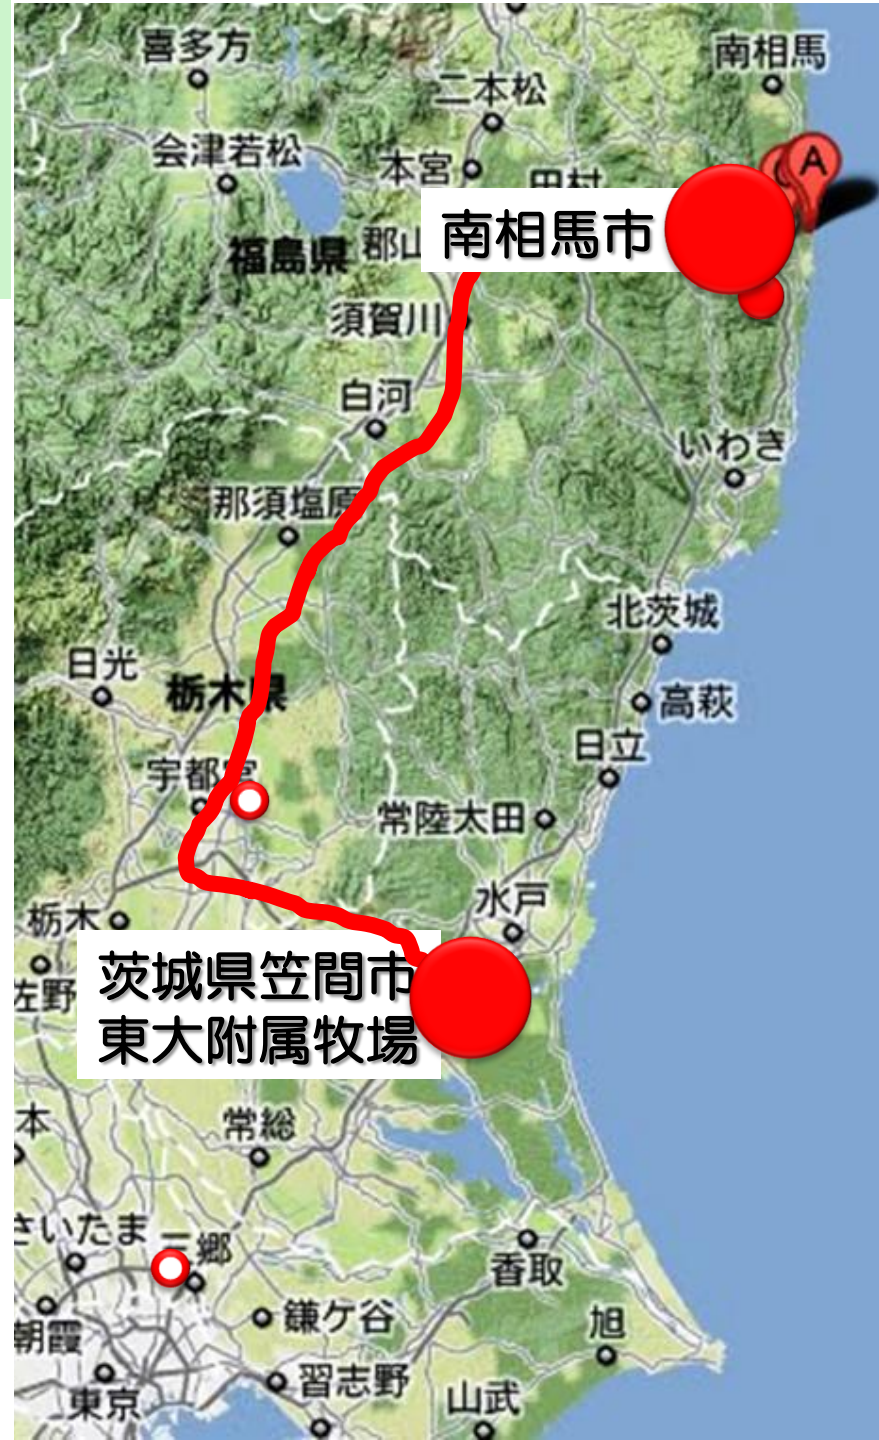 喜多方
南相馬
二本松
会津若松
本宮
田村
A
南相馬市
福島県
郡山
須賀川
白河
いわき
那須塩原
北茨城
日光
栃木県
高萩
日立
宇都宮
常陸太田
水戸
栃木
佐野
茨城県笠間市
東大附属牧場
本
常総
さいたま
三郷
香取
朝霞
鎌ケ谷
旭
習志野
東京
山武